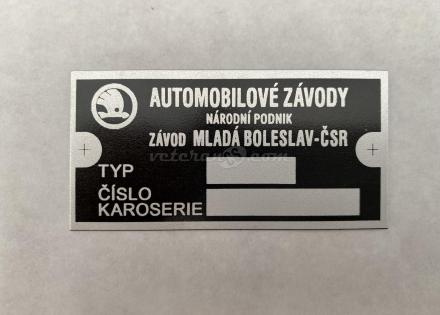 AUTOMOBILOVÉ ZÁVODY
NÁRODNÍ PODNIK
ZÁVOD MLADÁ BOLESLAV-ČSR
TYP
ČÍSLO
KAROSERIE